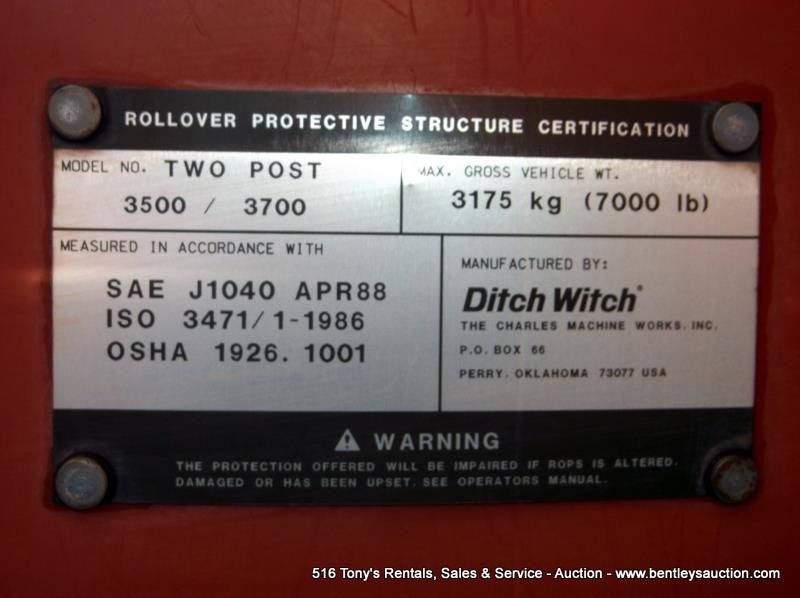 ROLLOVER PROTECTIVE STRUCTURE CERTIFICATION
MODEL NO. TWO POST
3500 / 3700
MAX. GROSS VEHICLE WT.
3175 kg (7000 lb)
MEASURED IN ACCORDANCE WITH
SAE J1040 APR88
ISO 3471/1-1986
OSHA 1926.1001
MANUFACTURED BY:
Ditch Witch®
THE CHARLES MACHINE WORKS, INC.
P.O. BOX 66
PERRY, OKLAHOMA 73077 USA
⚠ WARNING
THE PROTECTION OFFERED WILL BE IMPAIRED IF ROPS IS ALTERED,
DAMAGED OR HAS BEEN UPSET. SEE OPERATORS MANUAL.
516 Tony's Rentals, Sales & Service - Auction - www.bentleysauction.com